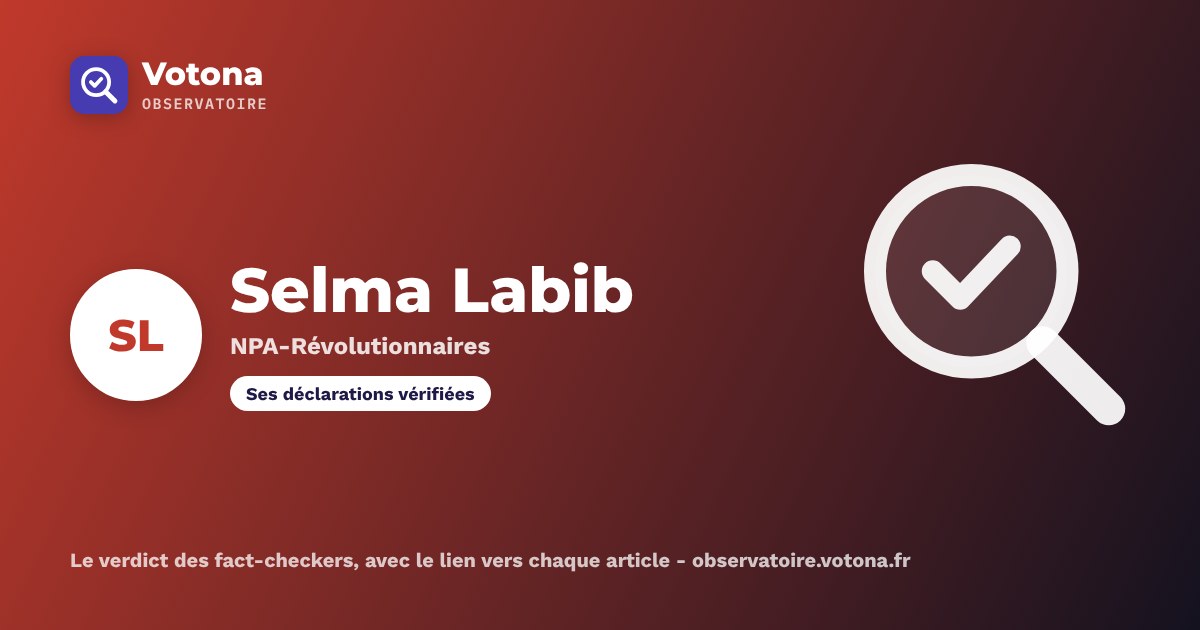 Votona
OBSERVATOIRE
SL
Selma Labib
NPA-Révolutionnaires
Ses déclarations vérifiées
Le verdict des fact-checkers, avec le lien vers chaque article - observatoire.votona.fr